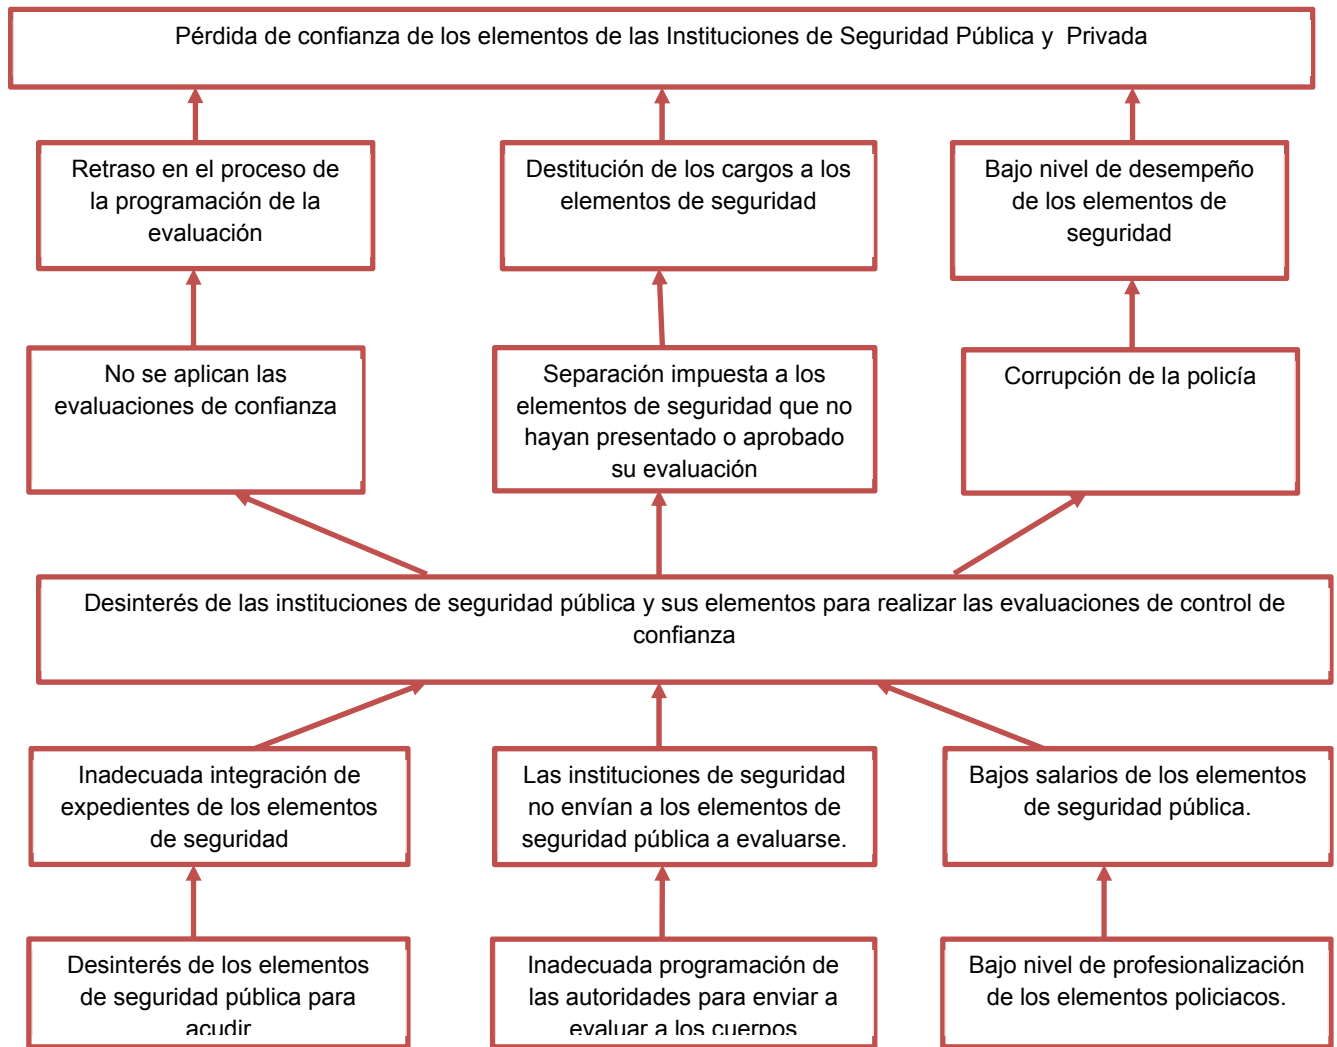 Pérdida de confianza de los elementos de las Instituciones de Seguridad Pública y Privada
Retraso en el proceso de
la programación de la
evaluación
Destitución de los cargos a los
elementos de seguridad
Bajo nivel de desempeño
de los elementos de
seguridad
No se aplican las
evaluaciones de confianza
Separación impuesta a los
elementos de seguridad que no
hayan presentado o aprobado
su evaluación
Corrupción de la policía
Desinterés de las instituciones de seguridad pública y sus elementos para realizar las evaluaciones de control de
confianza
Inadecuada integración de
expedientes de los elementos
de seguridad
Las instituciones de seguridad
no envían a los elementos de
seguridad pública a evaluarse.
Bajos salarios de los elementos
de seguridad pública.
Desinterés de los elementos
de seguridad pública para
acudir
Inadecuada programación de
las autoridades para enviar a
evaluar a los cuerpos
Bajo nivel de profesionalización
de los elementos policiacos.